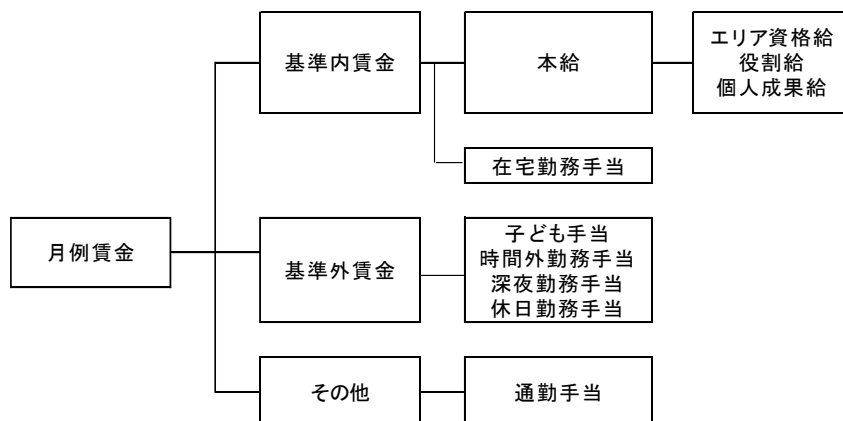 月例賃金
基準内賃金
本給
エリア資格給
役割給
個人成果給
在宅勤務手当
基準外賃金
子ども手当
時間外勤務手当
深夜勤務手当
休日勤務手当
その他
通勤手当